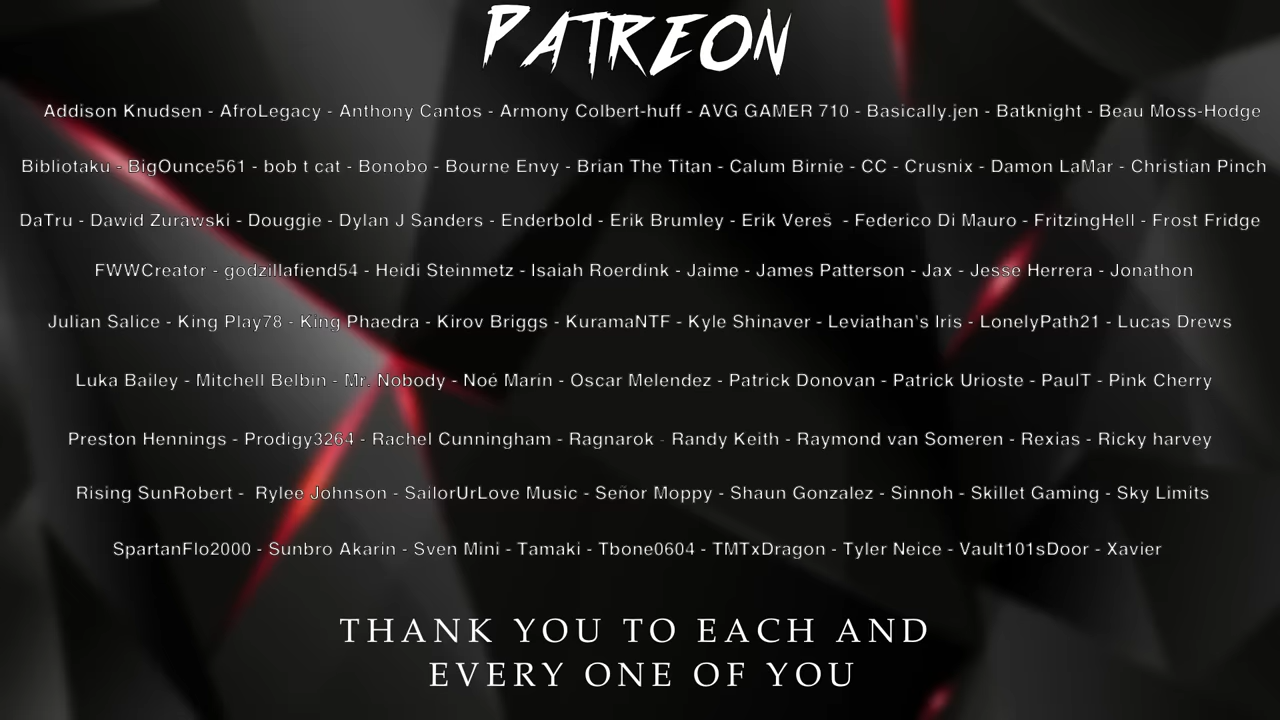 PATREON
Addison Knudsen - AfroLegacy - Anthony Cantos - Armony Colbert-huff - AVG GAMER 710 - Basically.jen - Batknight - Beau Moss-Hodge
Bibliotaku - BigOunce561 - bob t cat - Bonobo - Bourne Envy - Brian The Titan - Calum Birnie - CC - Crusnix - Damon LaMar - Christian Pinch
DaTru - Dawid Zurawski - Douggie - Dylan J Sanders - Enderbold - Erik Brumley - Erik Vereš - Federico Di Mauro - FritzingHell - Frost Fridge
FWWCreator - godzillafiend54 - Heidi Steinmetz - Isaiah Roerdink - Jaime - James Patterson - Jax - Jesse Herrera - Jonathon
Julian Salice - King Play78 - King Phaedra - Kirov Briggs - KuramaNTF - Kyle Shinaver - Leviathan's Iris - LonelyPath21 - Lucas Drews
Luka Bailey - Mitchell Belbin - Mr. Nobody - Noé Marin - Oscar Melendez - Patrick Donovan - Patrick Urioste - PaulT - Pink Cherry
Preston Hennings - Prodigy3264 - Rachel Cunningham - Ragnarok - Randy Keith - Raymond van Someren - Rexias - Ricky harvey
Rising SunRobert - Rylee Johnson - SailorUrLove Music - Señor Moppy - Shaun Gonzalez - Sinnoh - Skillet Gaming - Sky Limits
SpartanFlo2000 - Sunbro Akarin - Sven Mini - Tamaki - Tbone0604 - TMTxDragon - Tyler Neice - Vault101sDoor - Xavier
THANK YOU TO EACH AND
EVERY ONE OF YOU